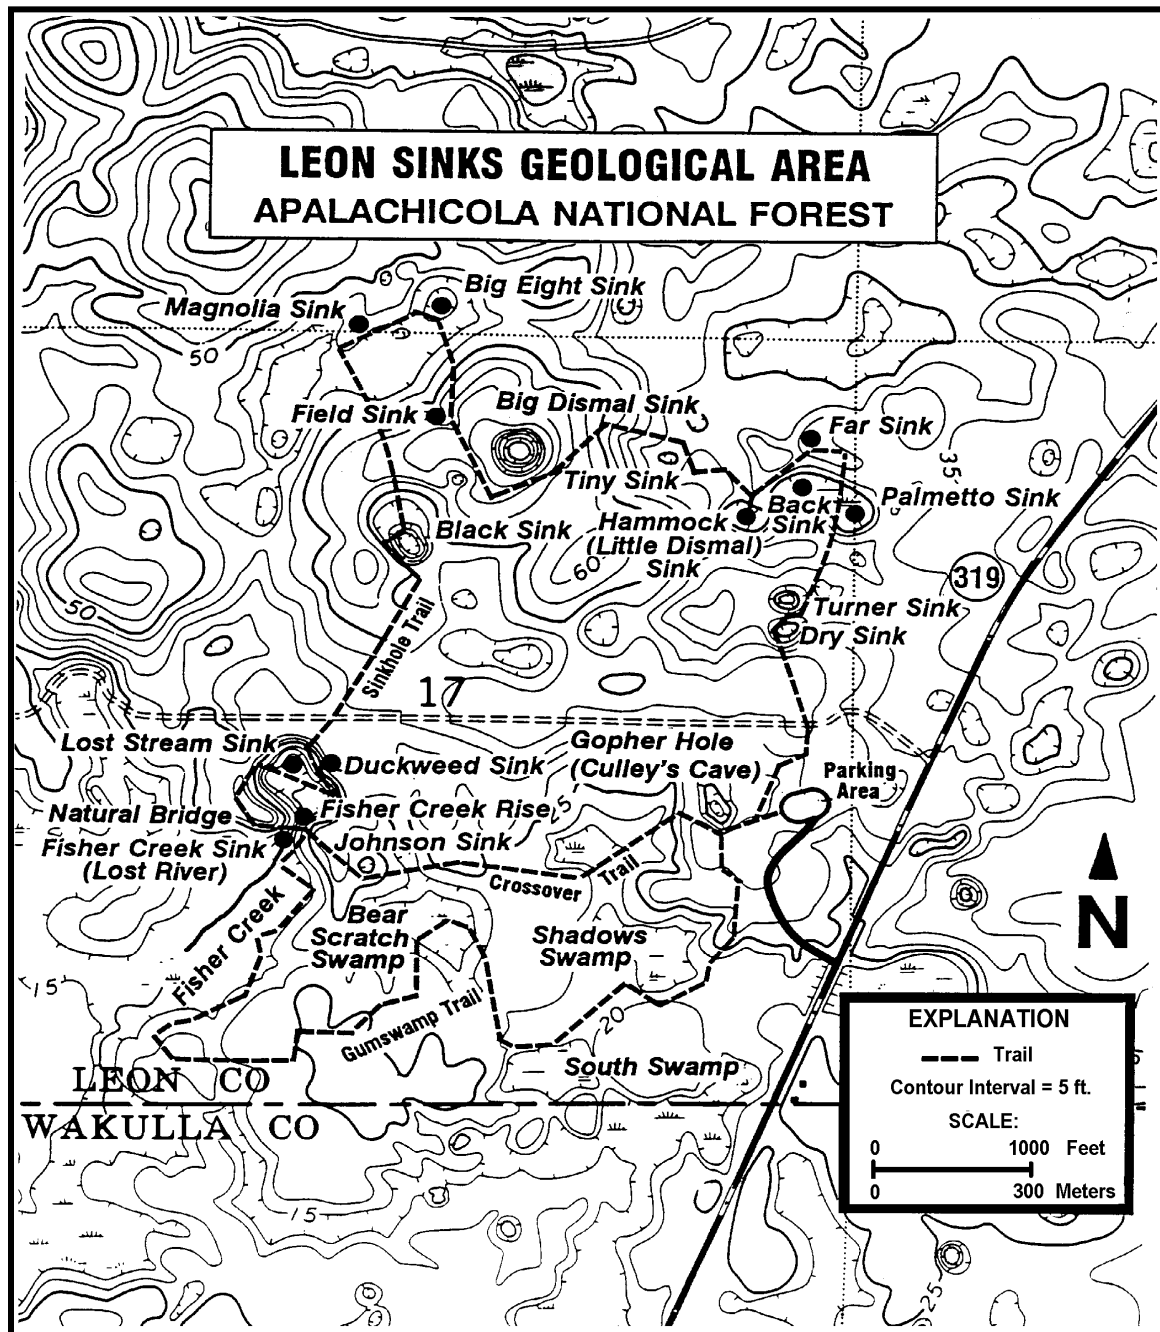 LEON SINKS GEOLOGICAL AREA
APALACHICOLA NATIONAL FOREST
Big Eight Sink
Magnolia Sink
50
Field Sink
Big Dismal Sink
Far Sink
35
Tiny Sink
Palmetto Sink
Back
Sink
Hammock
(Little Dismal)
Sink
Black Sink
60
319
50
Turner Sink
Dry Sink
Sinkhole Trail
17
Lost Stream Sink
Duckweed Sink
Gopher Hole
(Culley's Cave)
Parking
Area
Natural Bridge
Fisher Creek Rise
Fisher Creek Sink
(Lost River)
Johnson Sink
Crossover Trail
N
Bear
Scratch
Swamp
Shadows
Swamp
Fisher Creek
15
Gumswamp Trail
20
South Swamp
LEON CO
WAKULLA CO
EXPLANATION
Trail
Contour Interval = 5 ft.
SCALE:
0 1000 Feet
0 300 Meters
15
25